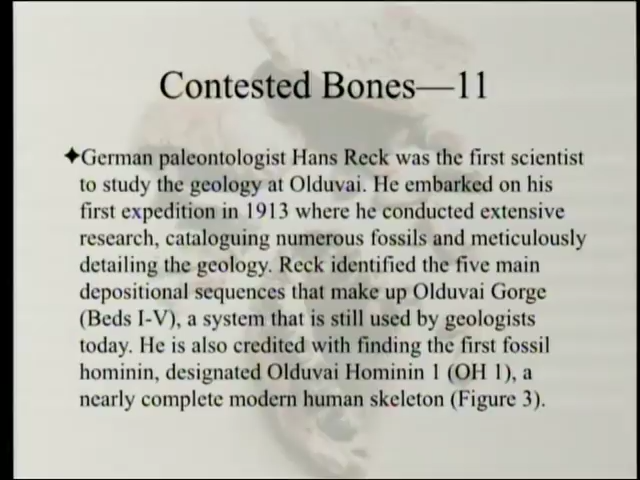 Contested Bones—11
✦German paleontologist Hans Reck was the first scientist
to study the geology at Olduvai. He embarked on his
first expedition in 1913 where he conducted extensive
research, cataloguing numerous fossils and meticulously
detailing the geology. Reck identified the five main
depositional sequences that make up Olduvai Gorge
(Beds I-V), a system that is still used by geologists
today. He is also credited with finding the first fossil
hominin, designated Olduvai Hominin 1 (OH 1), a
nearly complete modern human skeleton (Figure 3).